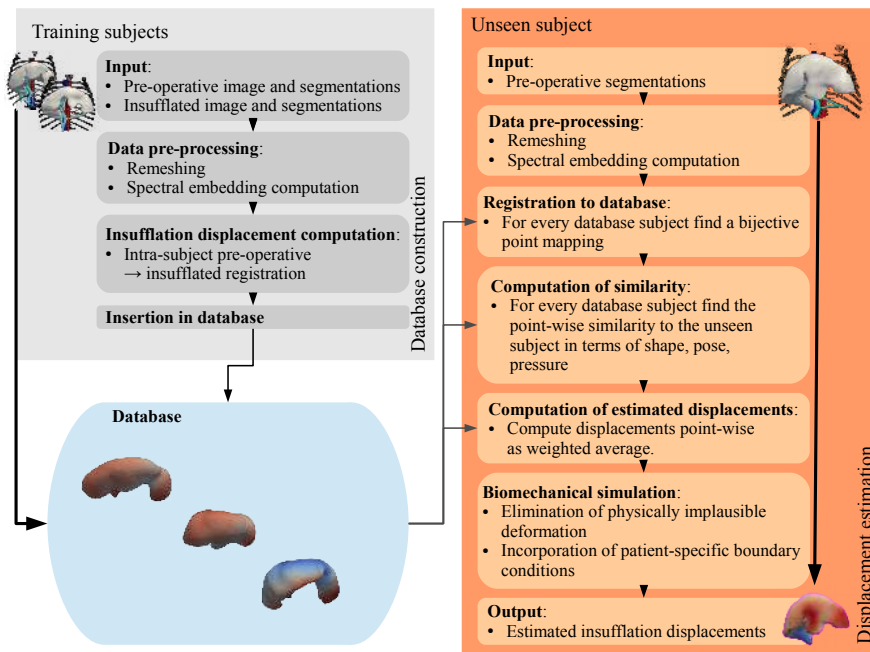 Training subjects
Input:
• Pre-operative image and segmentations
• Insufflated image and segmentations
Data pre-processing:
• Remeshing
• Spectral embedding computation
Insufflation displacement computation:
• Intra-subject pre-operative
→ insufflated registration
Insertion in database
Database construction
Database
Unseen subject
Input:
• Pre-operative segmentations
Data pre-processing:
• Remeshing
• Spectral embedding computation
Registration to database:
• For every database subject find a bijective
point mapping
Computation of similarity:
• For every database subject find the
point-wise similarity to the unseen
subject in terms of shape, pose,
pressure
Computation of estimated displacements:
• Compute displacements point-wise
as weighted average.
Biomechanical simulation:
• Elimination of physically implausible
deformation
• Incorporation of patient-specific boundary
conditions
Output:
• Estimated insufflation displacements
Displacement estimation